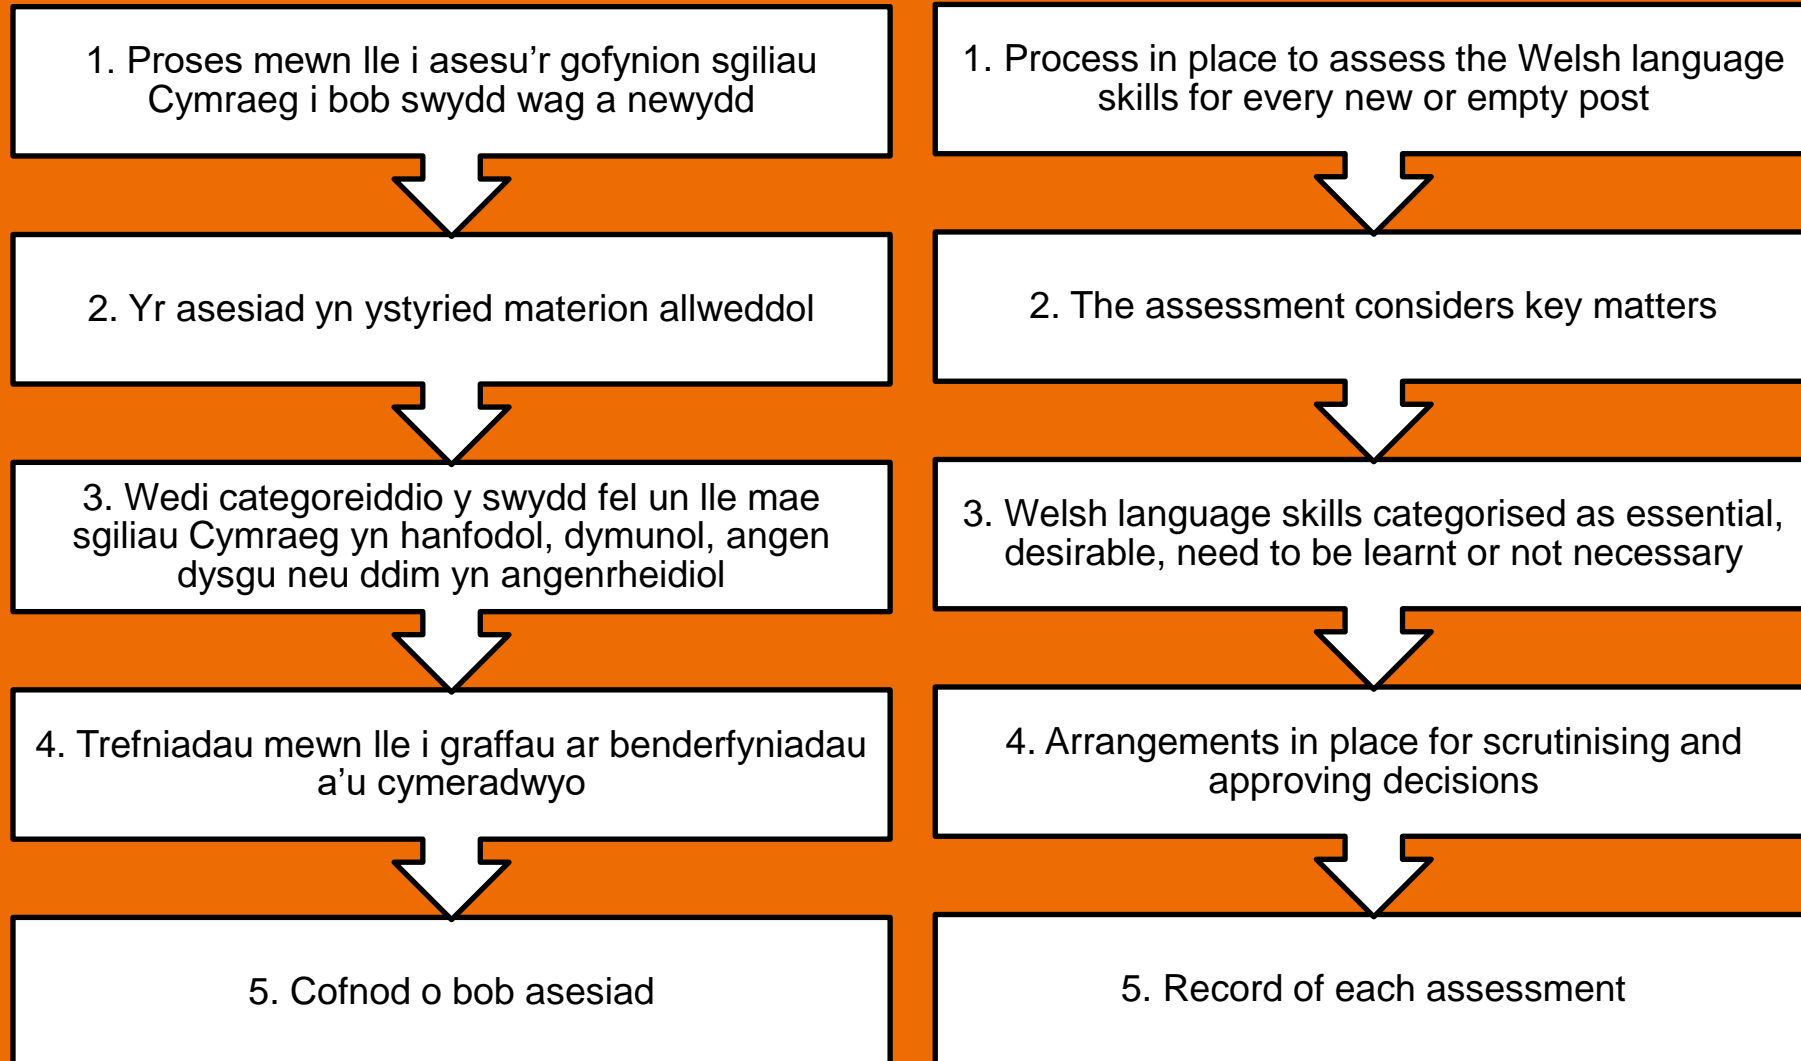 1. Proses mewn lle i asesu’r gofynion sgiliau
Cymraeg i bob swydd wag a newydd
2. Yr asesiad yn ystyried materion allweddol
3. Wedi categoreiddio y swydd fel un lle mae
sgiliau Cymraeg yn hanfodol, dymunol, angen
dysgu neu ddim yn angenrheidiol
4. Trefniadau mewn lle i graffau ar benderfyniadau
a’u cymeradwyo
5. Cofnod o bob asesiad
1. Process in place to assess the Welsh language
skills for every new or empty post
2. The assessment considers key matters
3. Welsh language skills categorised as essential,
desirable, need to be learnt or not necessary
4. Arrangements in place for scrutinising and
approving decisions
5. Record of each assessment